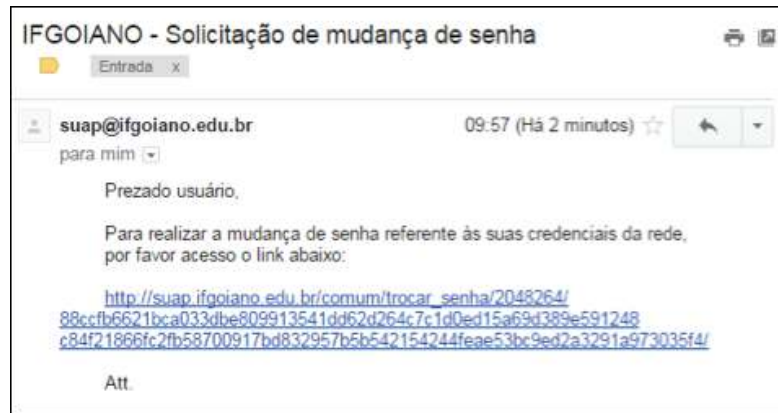 IFGOIANO - Solicitação de mudança de senha
Entrada x
suap@ifgoiano.edu.br 09:57 (Há 2 minutos)
para mim
Prezado usuário,
Para realizar a mudança de senha referente às suas credenciais da rede,
por favor acesso o link abaixo:
http://suap.ifgoiano.edu.br/comum/trocar_senha/2048264/
88ccfb6621bca033dbe809913541dd62d264c7c1d0ed15a69d389e591248
c84f21866fc2fb58700917bd832957b5b542154244feae53bc9ed2a3291a973035f4/
Att.